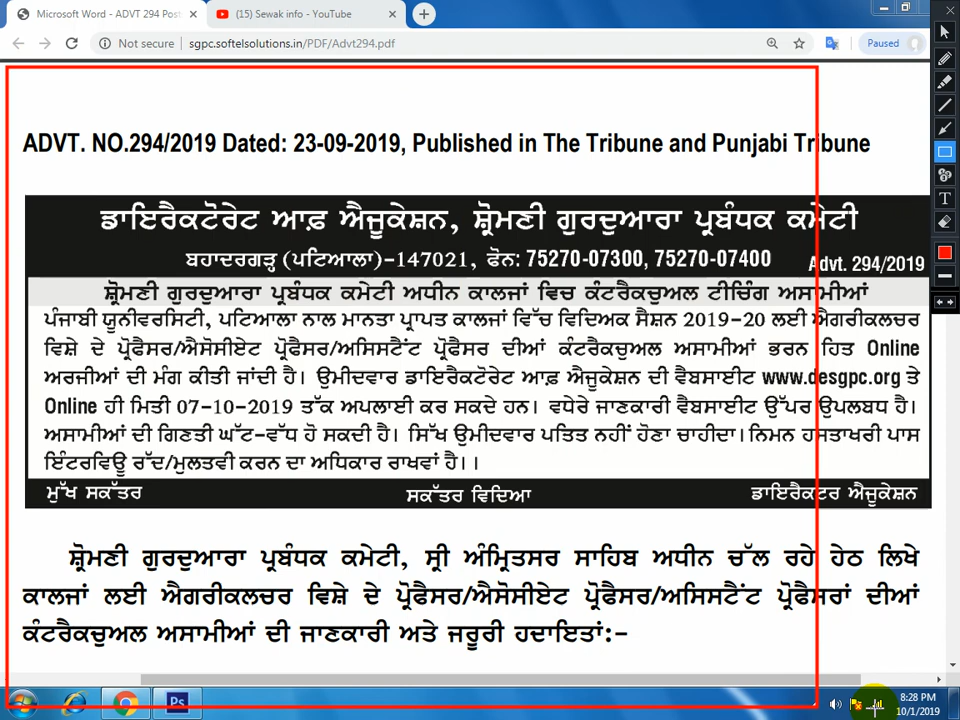 Microsoft Word - ADVT 294 Post
(15) Sewak info - YouTube
Not secure | sgpc.softelsolutions.in/PDF/Advt294.pdf
Paused
ADVT. NO.294/2019 Dated: 23-09-2019, Published in The Tribune and Punjabi Tribune
ਡਾਇਰੈਕਟੋਰੇਟ ਆਫ਼ ਐਜੂਕੇਸ਼ਨ, ਸ਼੍ਰੋਮਣੀ ਗੁਰਦੁਆਰਾ ਪ੍ਰਬੰਧਕ ਕਮੇਟੀ
ਬਹਾਦਰਗੜ੍ਹ (ਪਟਿਆਲਾ)-147021, ਫੋਨ: 75270-07300, 75270-07400
Advt. 294/2019
ਸ਼੍ਰੋਮਣੀ ਗੁਰਦੁਆਰਾ ਪ੍ਰਬੰਧਕ ਕਮੇਟੀ ਅਧੀਨ ਕਾਲਜਾਂ ਵਿਚ ਕੰਟਰੈਕਚੁਅਲ ਟੀਚਿੰਗ ਅਸਾਮੀਆਂ
ਪੰਜਾਬੀ ਯੂਨੀਵਰਸਿਟੀ, ਪਟਿਆਲਾ ਨਾਲ ਮਾਨਤਾ ਪ੍ਰਾਪਤ ਕਾਲਜਾਂ ਵਿੱਚ ਵਿਦਿਅਕ ਸੈਸ਼ਨ 2019-20 ਲਈ ਐਗਰੀਕਲਚਰ
ਵਿਸ਼ੇ ਦੇ ਪ੍ਰੋਫੈਸਰ/ਐਸੋਸੀਏਟ ਪ੍ਰੋਫੈਸਰ/ਅਸਿਸਟੈਂਟ ਪ੍ਰੋਫੈਸਰ ਦੀਆਂ ਕੰਟਰੈਕਚੁਅਲ ਅਸਾਮੀਆਂ ਭਰਨ ਹਿਤ Online
ਅਰਜੀਆਂ ਦੀ ਮੰਗ ਕੀਤੀ ਜਾਂਦੀ ਹੈ। ਉਮੀਦਵਾਰ ਡਾਇਰੈਕਟੋਰੇਟ ਆਫ਼ ਐਜੂਕੇਸ਼ਨ ਦੀ ਵੈਬਸਾਈਟ www.desgpc.org ਤੇ
Online ਹੀ ਮਿਤੀ 07-10-2019 ਤੱਕ ਅਪਲਾਈ ਕਰ ਸਕਦੇ ਹਨ। ਵਧੇਰੇ ਜਾਣਕਾਰੀ ਵੈਬਸਾਈਟ ਉੱਪਰ ਉਪਲਬਧ ਹੈ।
ਅਸਾਮੀਆਂ ਦੀ ਗਿਣਤੀ ਘੱਟ-ਵੱਧ ਹੋ ਸਕਦੀ ਹੈ। ਸਿੱਖ ਉਮੀਦਵਾਰ ਪਤਿਤ ਨਹੀਂ ਹੋਣਾ ਚਾਹੀਦਾ। ਨਿਮਨ ਹਸਤਾਖਰੀ ਪਾਸ
ਇੰਟਰਵਿਊ ਰੱਦ/ਮੁਲਤਵੀ ਕਰਨ ਦਾ ਅਧਿਕਾਰ ਰਾਖਵਾਂ ਹੈ।।
ਮੁੱਖ ਸਕੱਤਰ ਸਕੱਤਰ ਵਿਦਿਆ ਡਾਇਰੈਕਟਰ ਐਜੂਕੇਸ਼ਨ
ਸ਼੍ਰੋਮਣੀ ਗੁਰਦੁਆਰਾ ਪ੍ਰਬੰਧਕ ਕਮੇਟੀ, ਸ੍ਰੀ ਅੰਮ੍ਰਿਤਸਰ ਸਾਹਿਬ ਅਧੀਨ ਚੱਲ ਰਹੇ ਹੇਠ ਲਿਖੇ
ਕਾਲਜਾਂ ਲਈ ਐਗਰੀਕਲਚਰ ਵਿਸ਼ੇ ਦੇ ਪ੍ਰੋਫੈਸਰ/ਐਸੋਸੀਏਟ ਪ੍ਰੋਫੈਸਰ/ਅਸਿਸਟੈਂਟ ਪ੍ਰੋਫੈਸਰਾਂ ਦੀਆਂ
ਕੰਟਰੈਕਚੁਅਲ ਅਸਾਮੀਆਂ ਦੀ ਜਾਣਕਾਰੀ ਅਤੇ ਜਰੂਰੀ ਹਦਾਇਤਾਂ:-
Ps
8:28 PM
10/1/2019